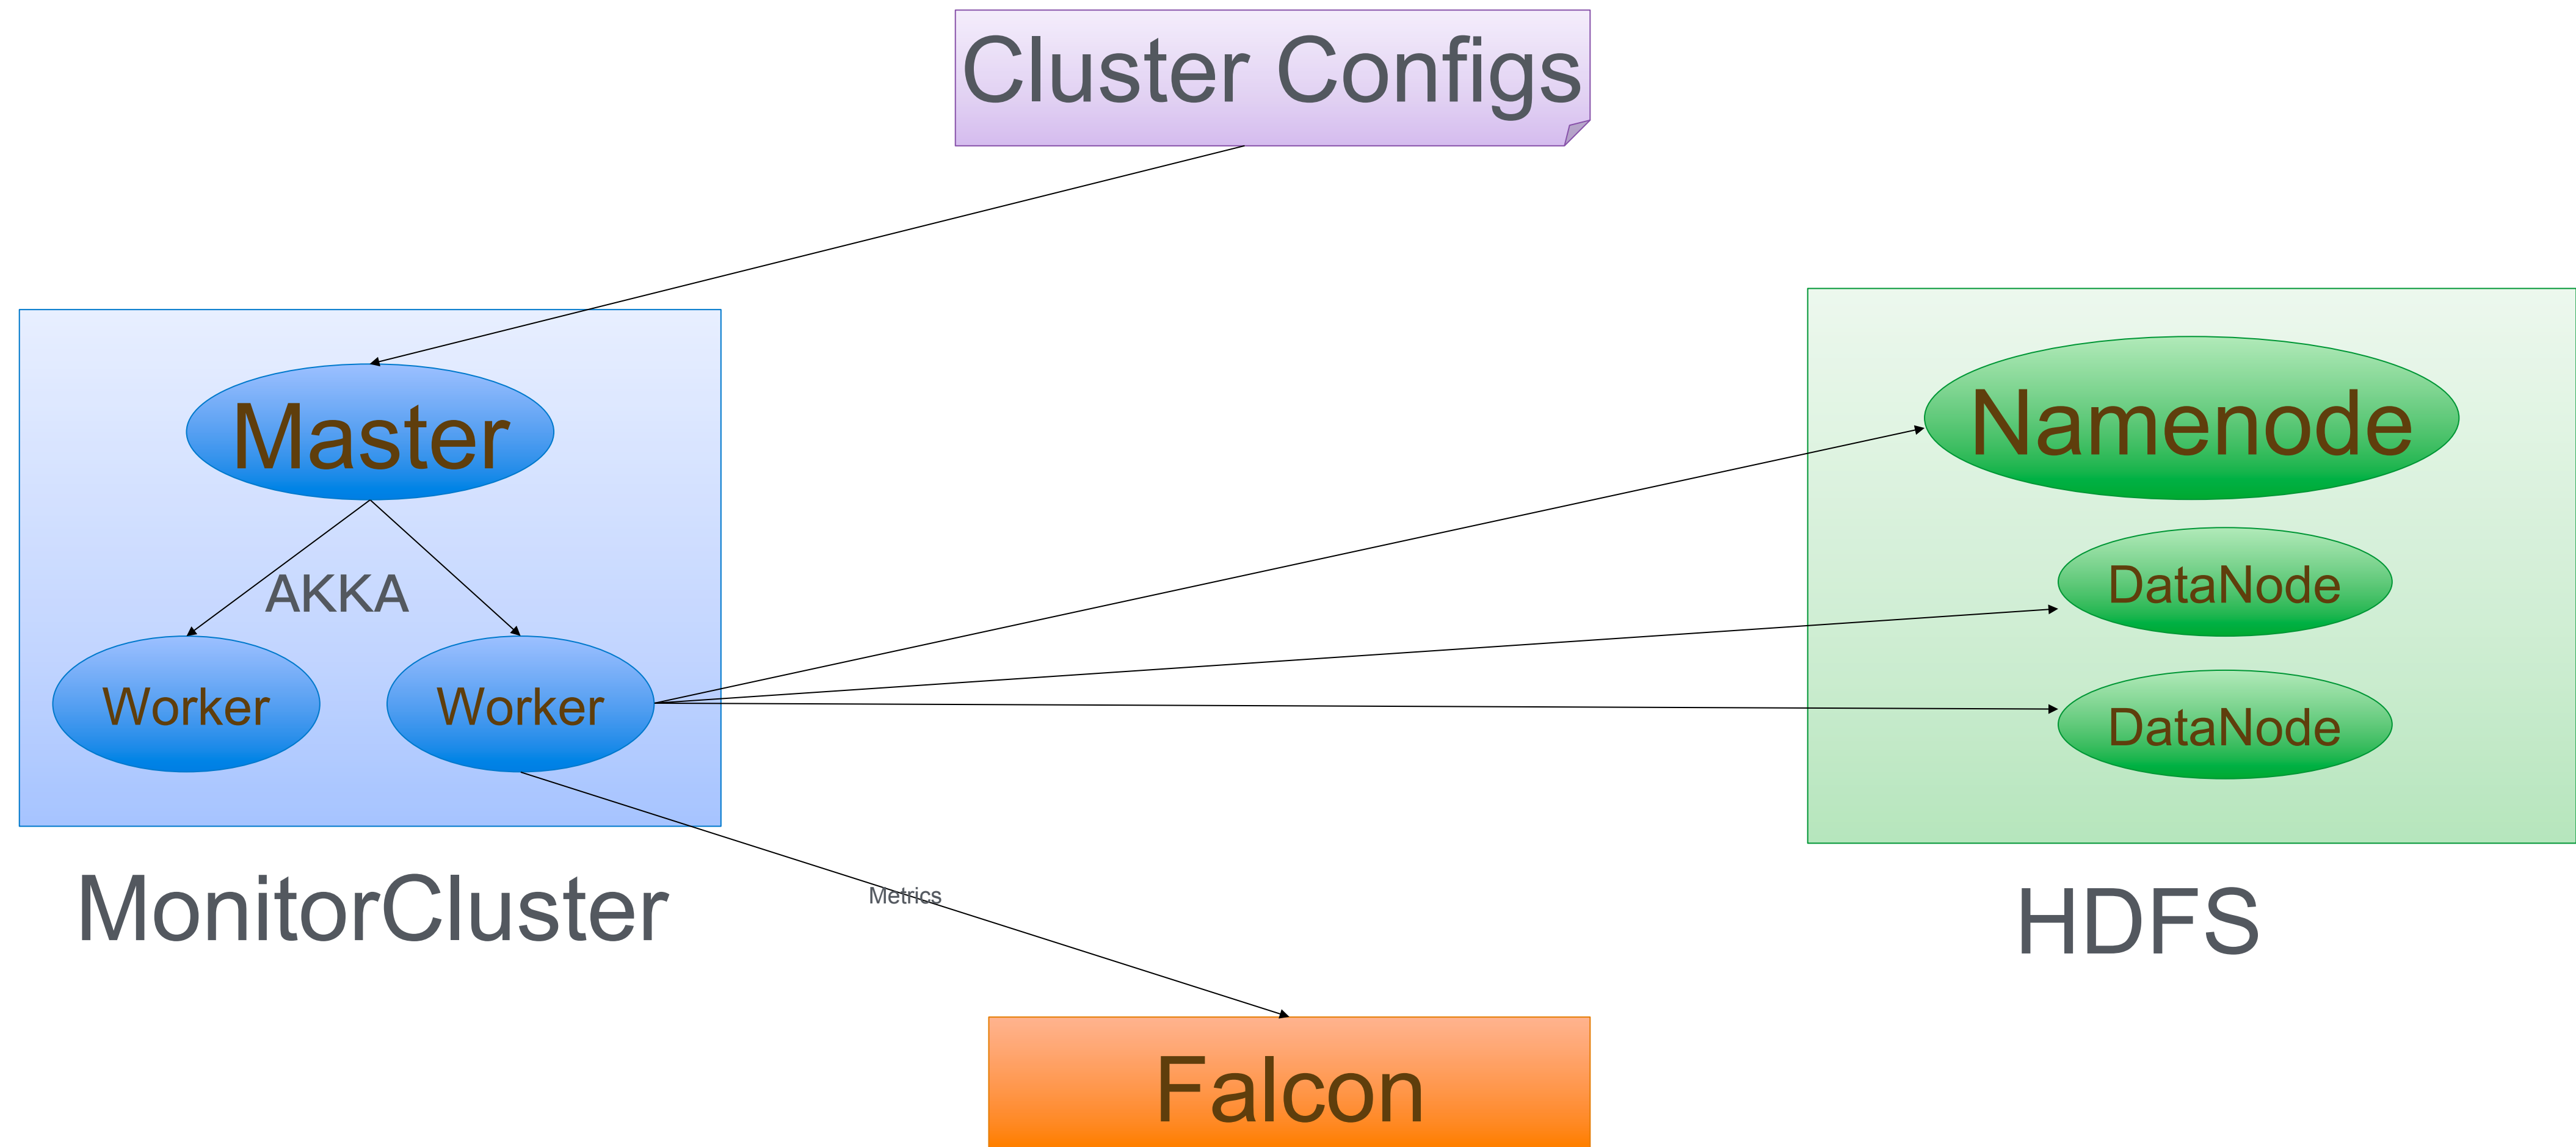 Cluster Configs
Master
AKKA
Worker
Worker
MonitorCluster
Namenode
DataNode
DataNode
HDFS
Metrics
Falcon